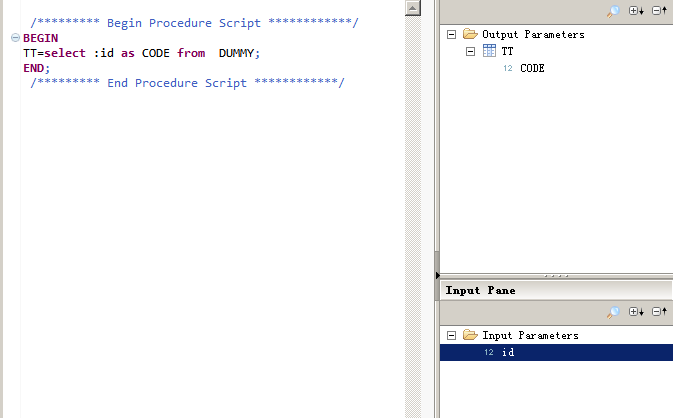 /********* Begin Procedure Script ************/
BEGIN
TT=select :id as CODE from  DUMMY;
END;
/********* End Procedure Script ************/
Output Parameters
TT
12 CODE
Input Pane
Input Parameters
12 id